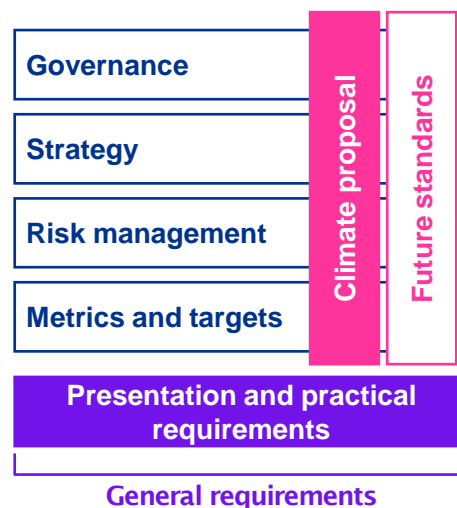 Governance
Strategy
Risk management
Metrics and targets
Climate proposal
Future standards
Presentation and practical
requirements
General requirements